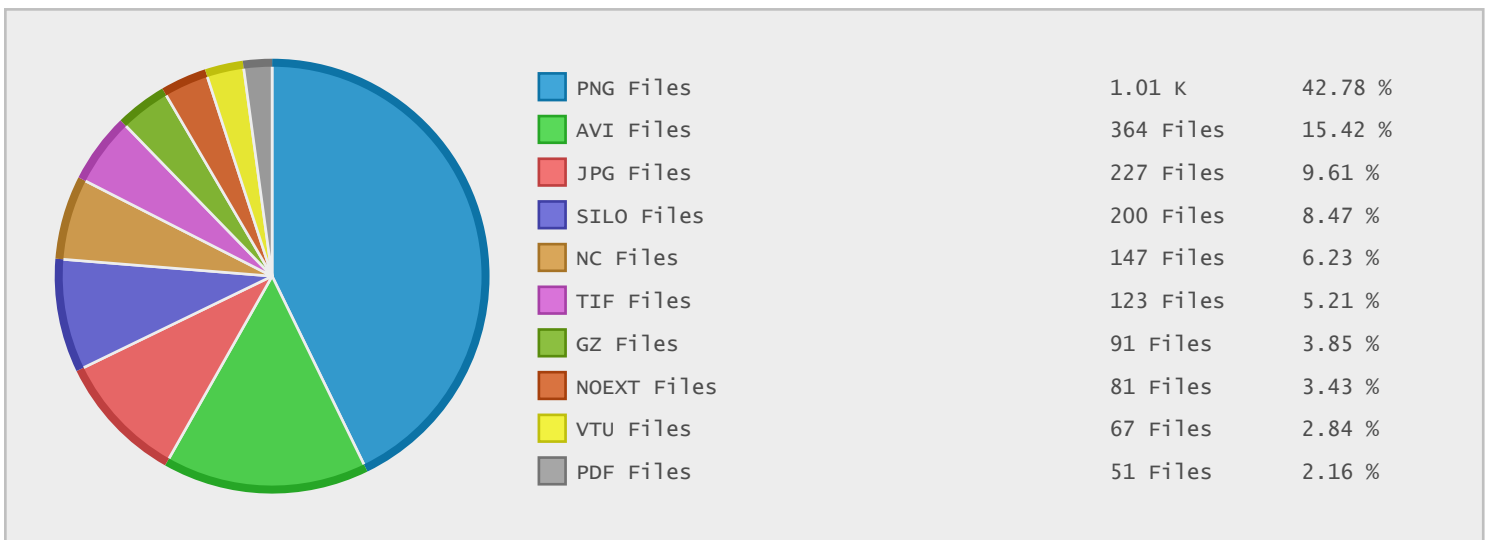 PNG Files 1.01 K 42.78 %
AVI Files 364 Files 15.42 %
JPG Files 227 Files 9.61 %
SILO Files 200 Files 8.47 %
NC Files 147 Files 6.23 %
TIF Files 123 Files 5.21 %
GZ Files 91 Files 3.85 %
NOEXT Files 81 Files 3.43 %
VTU Files 67 Files 2.84 %
PDF Files 51 Files 2.16 %